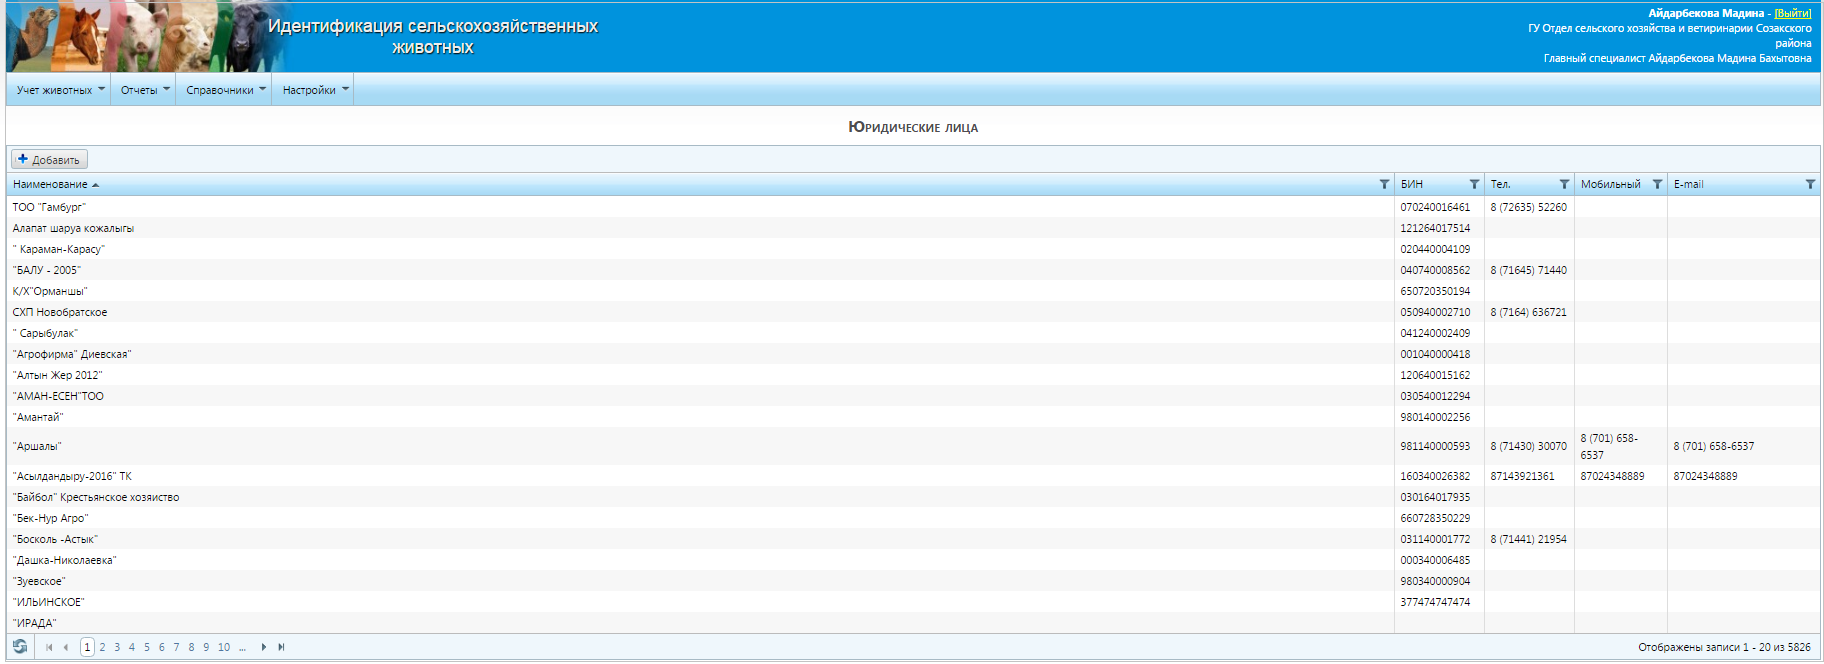 Идентификация сельскохозяйственных
животных
Айдарбекова Мадина - [Выйти]
ГУ Отдел сельского хозяйства и ветиринарии Созакского
района
Главный специалист Айдарбекова Мадина Бахытовна
Учет животных Отчеты Справочники Настройки
Юридические лица
Добавить
Наименование БИН Тел. Мобильный E-mail
ТОО "Гамбург" 070240016461 8 (72635) 52260
Алапат шаруа кожалыгы 121264017514
" Караман-Карасу" 020440004109
"БАЛУ - 2005" 040740008562 8 (71645) 71440
К/Х"Орманшы" 650720350194
СХП Новобратское 050940002710 8 (7164) 636721
" Сарыбулак" 041240002409
"Агрофирма" Диевская" 001040000418
"Алтын Жер 2012" 120640015162
"АМАН-ЕСЕН"ТОО 030540012294
"Амантай" 980140002256
"Аршалы" 981140000593 8 (71430) 30070 8 (701) 658-6537 8 (701) 658-6537
"Асылдандыру-2016" ТК 160340026382 87143921361 87024348889 87024348889
"Байбол" Крестьянское хозяиство 030164017935
"Бек-Нур Агро" 660728350229
"Босколь -Астык" 031140001772 8 (71441) 21954
"Дашка-Николаевка" 000340006485
"Зуевское" 980340000904
"ИЛЬИНСКОЕ" 377474747474
"ИРАДА"
1 2 3 4 5 6 7 8 9 10 ... Отображены записи 1 - 20 из 5826